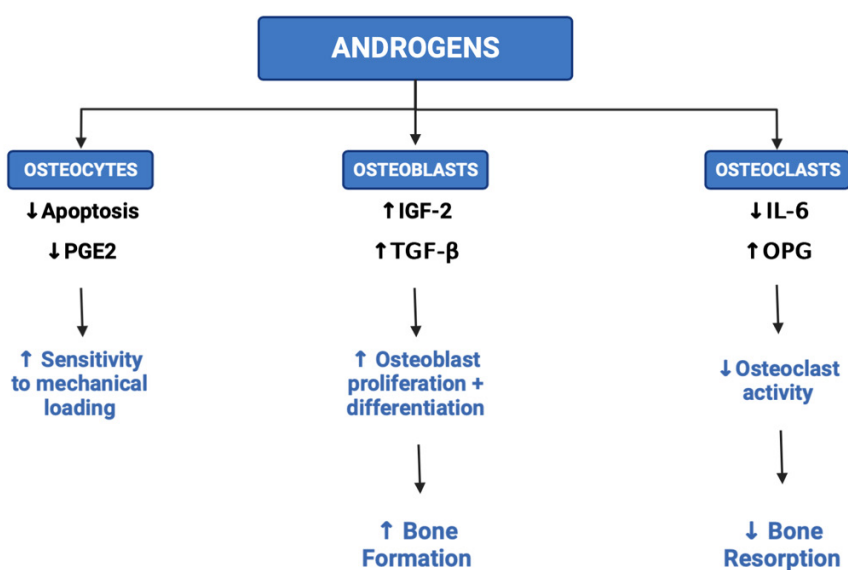 ANDROGENS
OSTEOCYTES
↓Apoptosis
↓PGE2
↑ Sensitivity
to mechanical
loading
OSTEOBLASTS
↑IGF-2
↑TGF-β
↑ Osteoblast
proliferation +
differentiation
↑ Bone
Formation
OSTEOCLASTS
↓IL-6
↑OPG
↓Osteoclast
activity
↓ Bone
Resorption